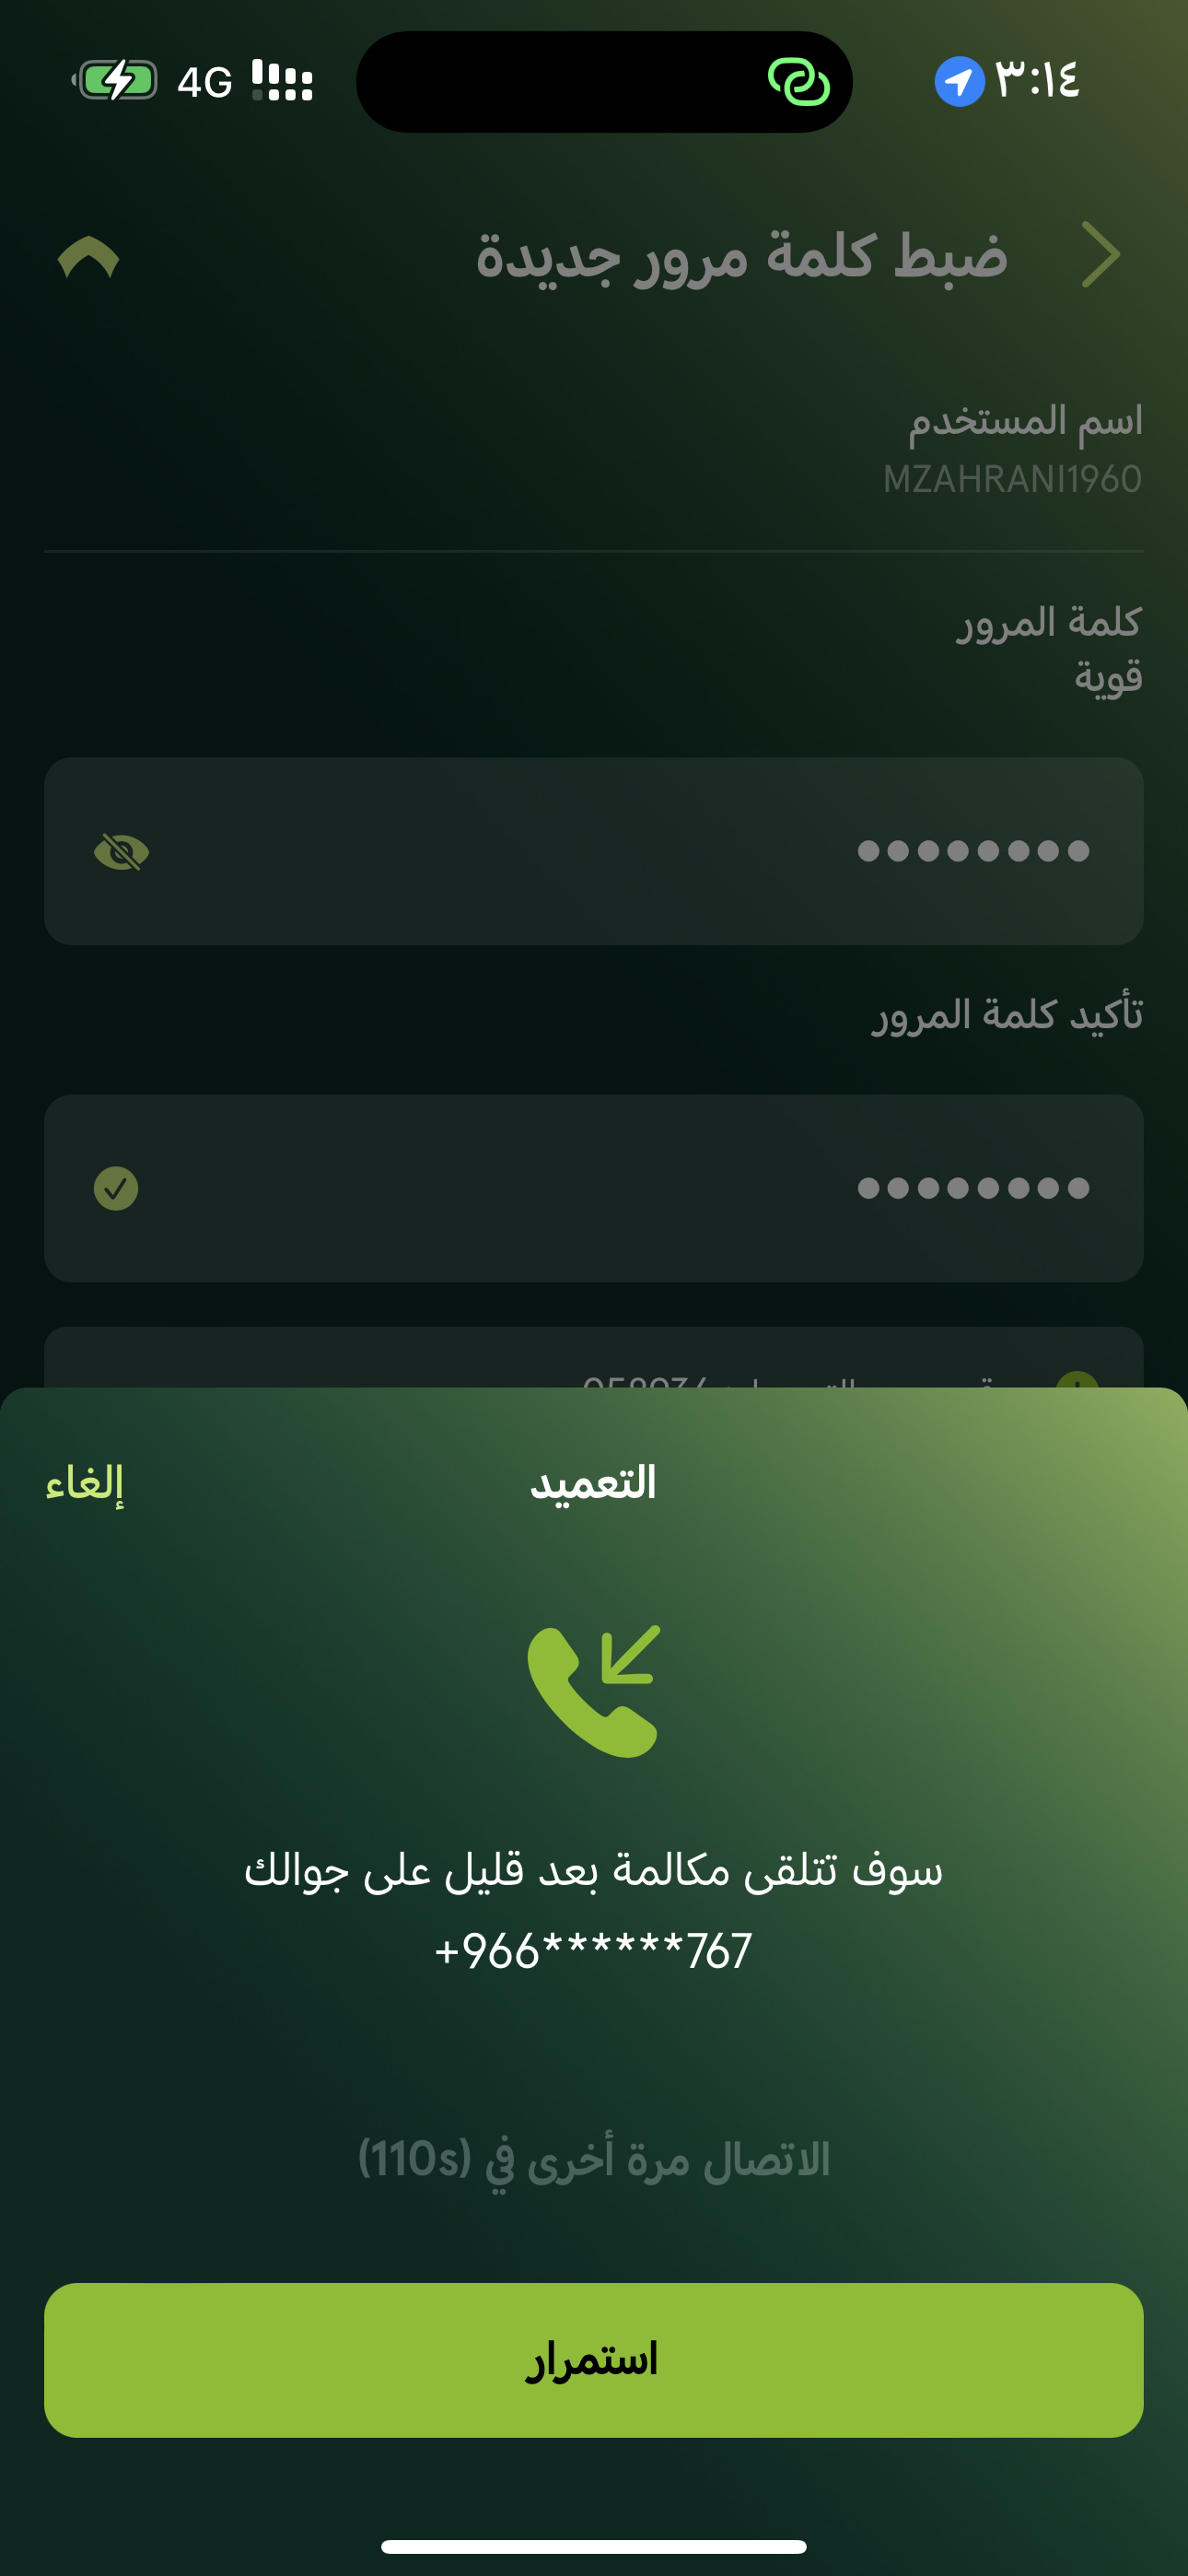 ٣:١٤
4G
ضبط كلمة مرور جديدة
اسم المستخدم
MZAHRANI1960
كلمة المرور
قوية
••••••••
تأكيد كلمة المرور
••••••••
التعميد
إلغاء
سوف تتلقى مكالمة بعد قليل على جوالك
+966******767
الاتصال مرة أخرى في (110s)
استمرار